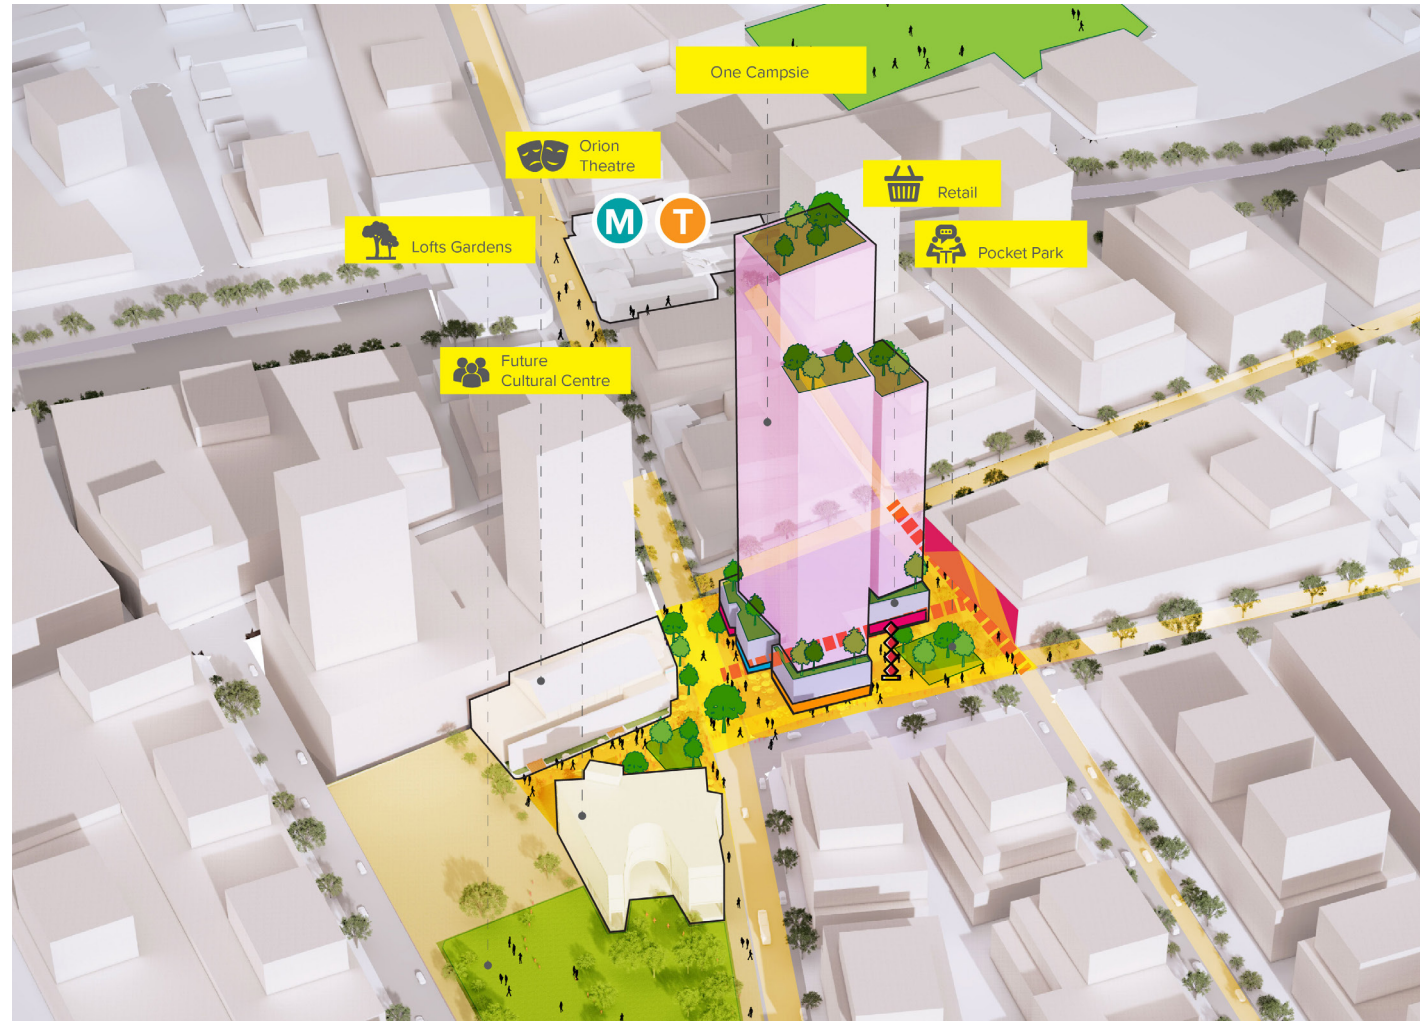 One Campsie
Orion
Theatre
Retail
M
T
Lofts Gardens
Pocket Park
Future
Cultural Centre